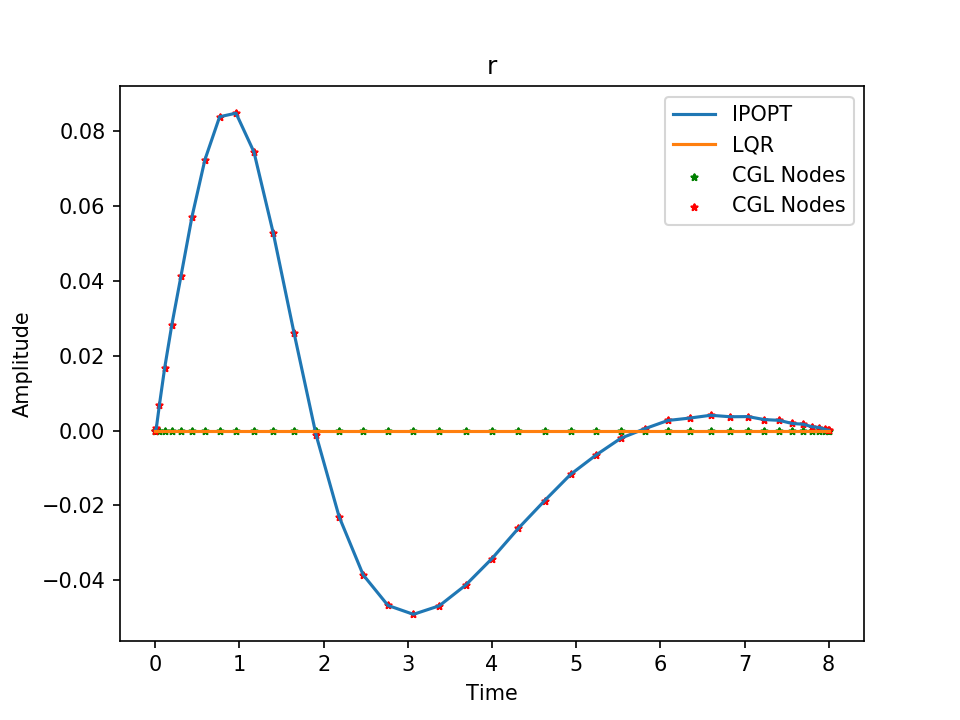 r
IPOPT
LQR
CGL Nodes
CGL Nodes
Amplitude
0.08
0.06
0.04
0.02
0.00
−0.02
−0.04
0 1 2 3 4 5 6 7 8
Time